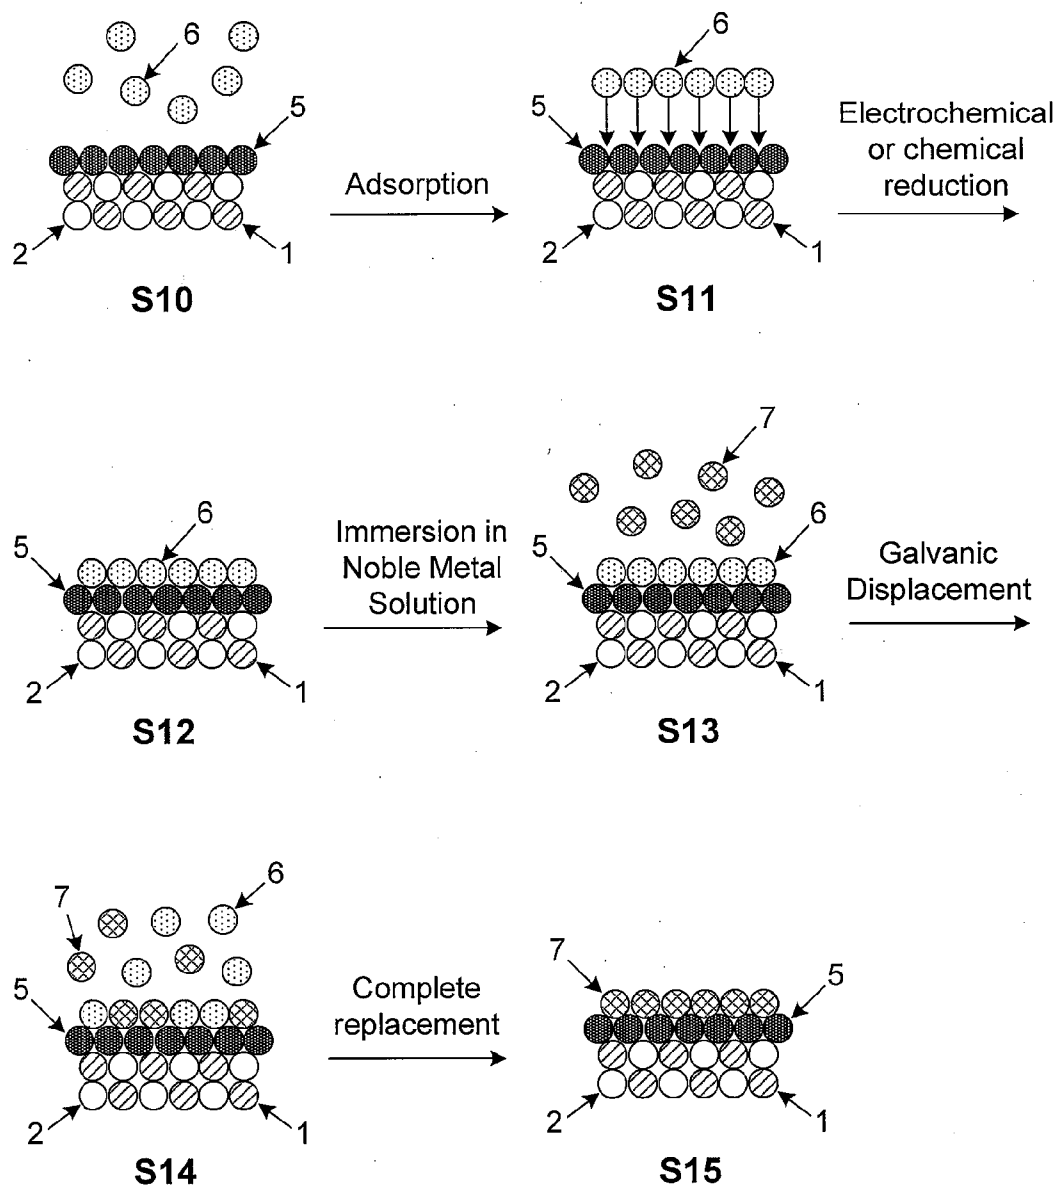 6
5
Adsorption
2
1
S10
6
5
2
1
S11
Electrochemical
or chemical
reduction
6
5
2
1
S12
Immersion in
Noble Metal
Solution
7
6
5
2
1
S13
Galvanic
Displacement
6
7
5
2
1
S14
Complete
replacement
7
5
2
1
S15